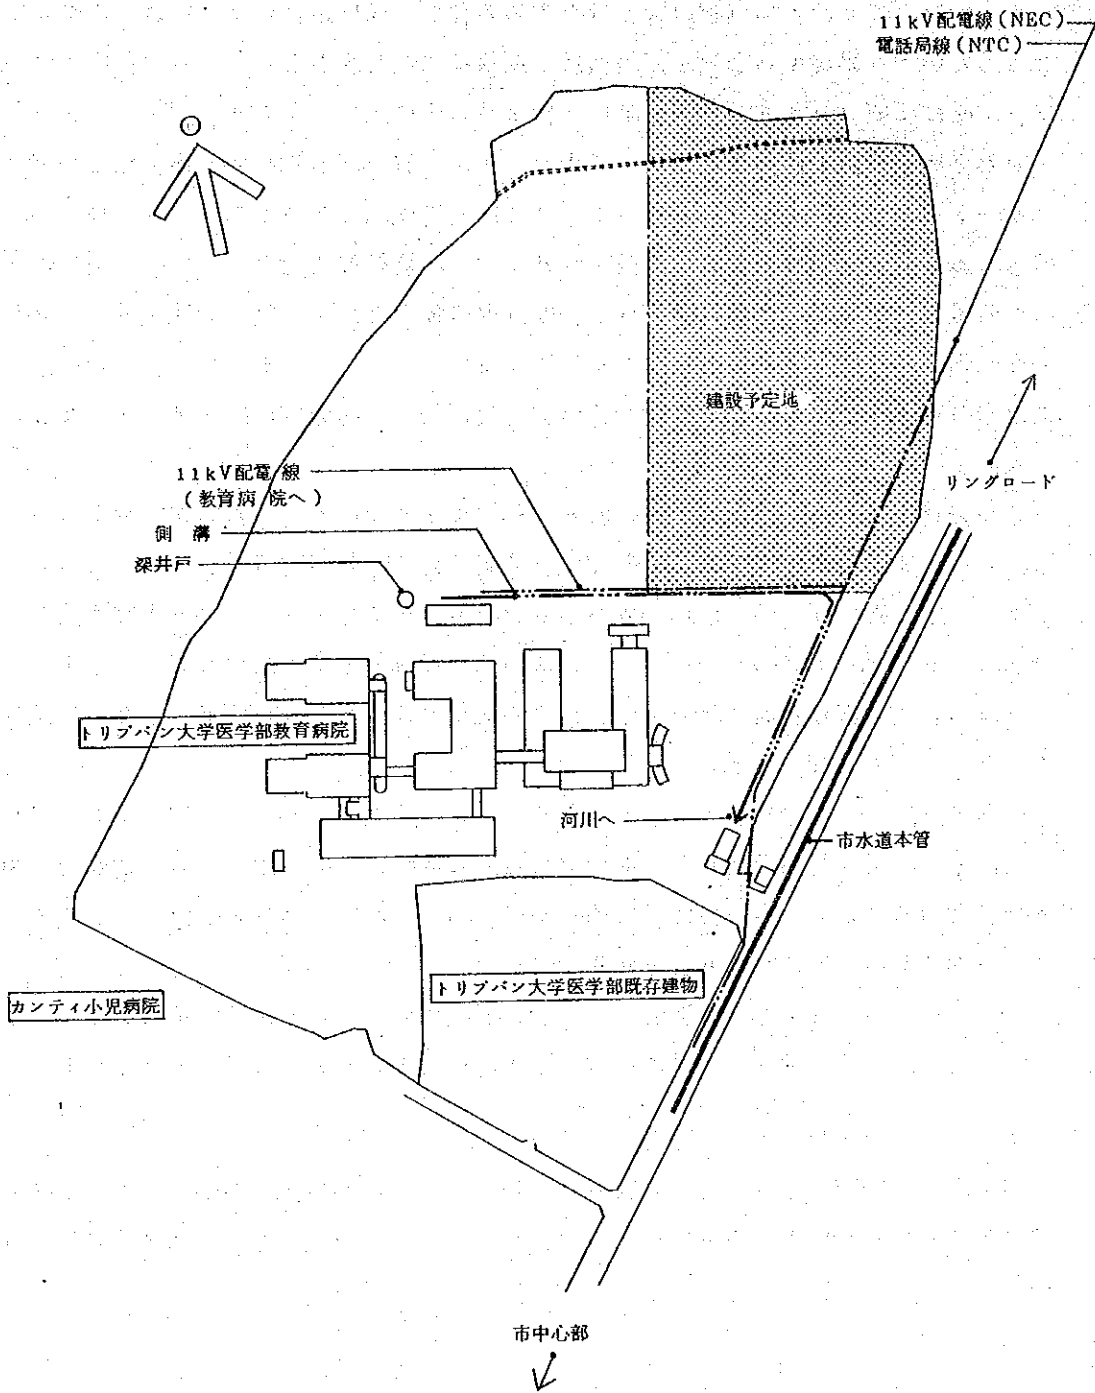 11kV配電線(NEC)
電話局線(NTC)
建設予定地
リングロード
11kV配電線
(教育病院へ)
側溝
深井戸
トリブバン大学医学部教育病院
河川へ
市水道本管
トリブバン大学医学部既存建物
カンティ小児病院
市中心部